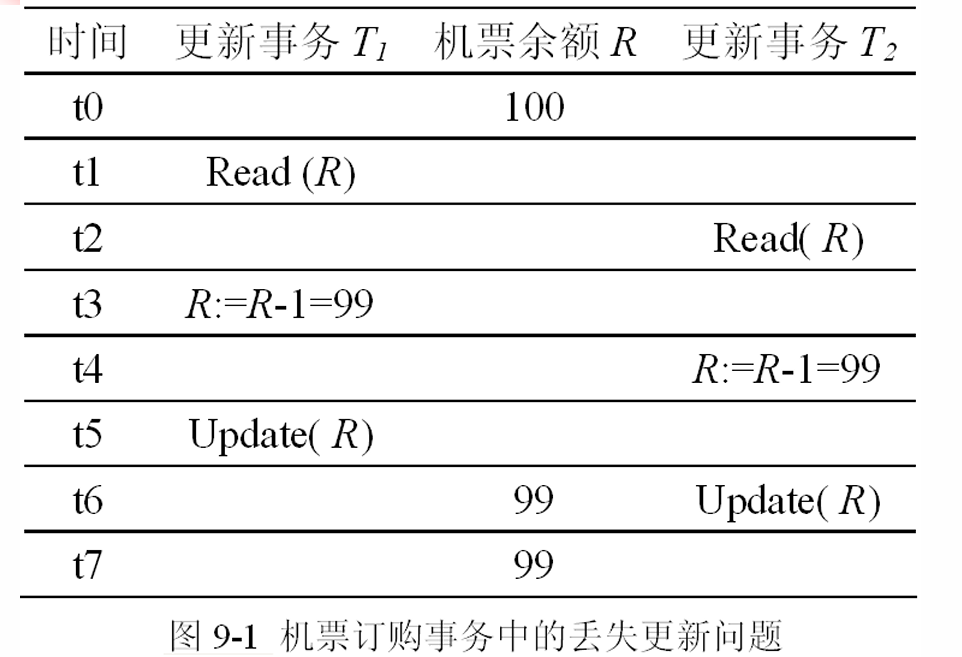 时间 更新事务 T1 机票余额 R 更新事务 T2
t0 100
t1 Read (R)
t2 Read( R)
t3 R:=R-1=99
t4 R:=R-1=99
t5 Update( R)
t6 99 Update( R)
t7 99
图 9-1 机票订购事务中的丢失更新问题